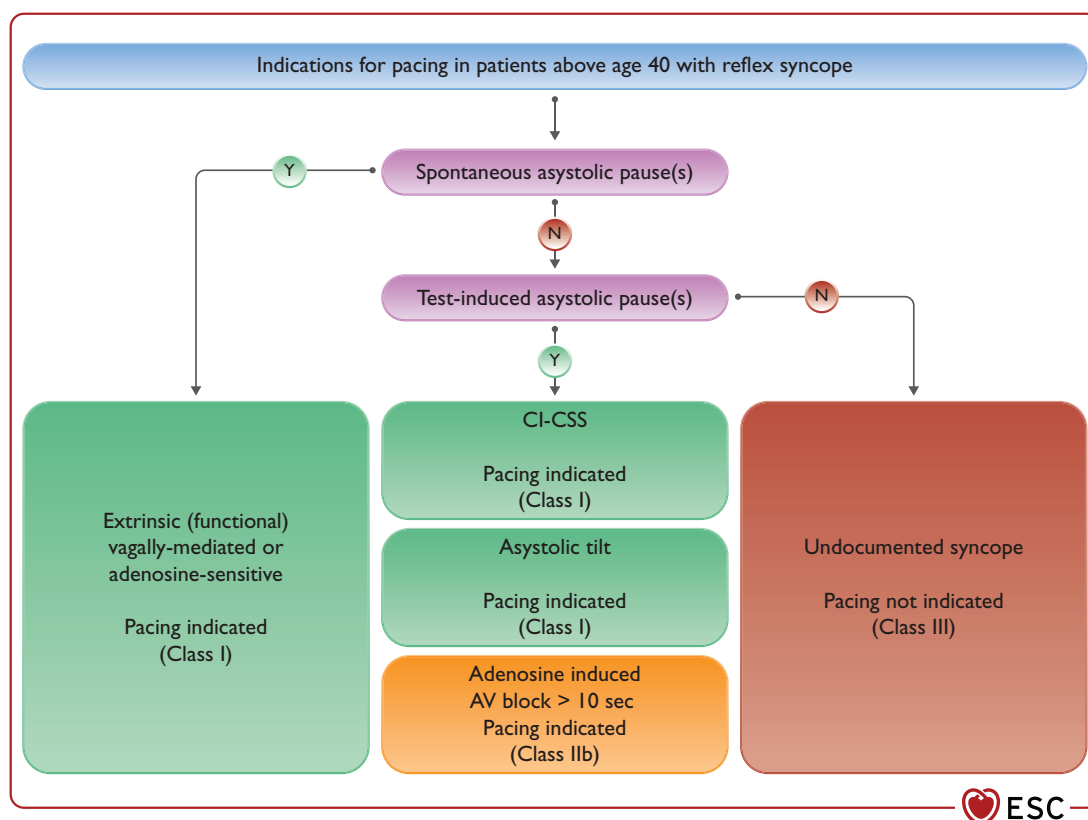 Indications for pacing in patients above age 40 with reflex syncope
Y
Spontaneous asystolic pause(s)
N
Test-induced asystolic pause(s)
N
Y
Extrinsic (functional)
vagally-mediated or
adenosine-sensitive
Pacing indicated
(Class I)
CI-CSS
Pacing indicated
(Class I)
Asystolic tilt
Pacing indicated
(Class I)
Adenosine induced
AV block > 10 sec
Pacing indicated
(Class IIb)
Undocumented syncope
Pacing not indicated
(Class III)
ESC